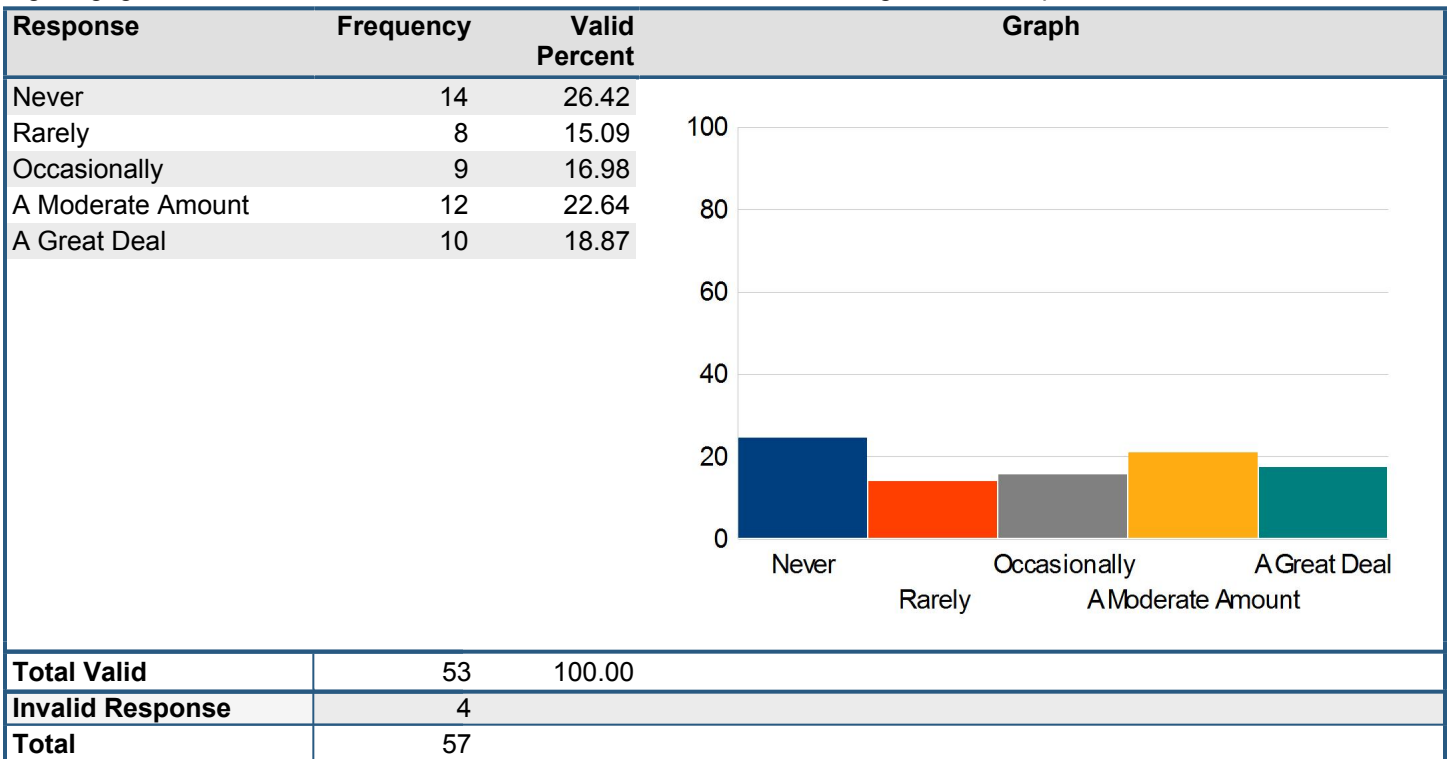 Response Frequency Valid Percent Graph
Never 14 26.42
Rarely 8 15.09
Occasionally 9 16.98
A Moderate Amount 12 22.64
A Great Deal 10 18.87
100
80
60
40
20
0
Never Occasionally A Great Deal
Rarely A Moderate Amount
Total Valid 53 100.00
Invalid Response 4
Total 57